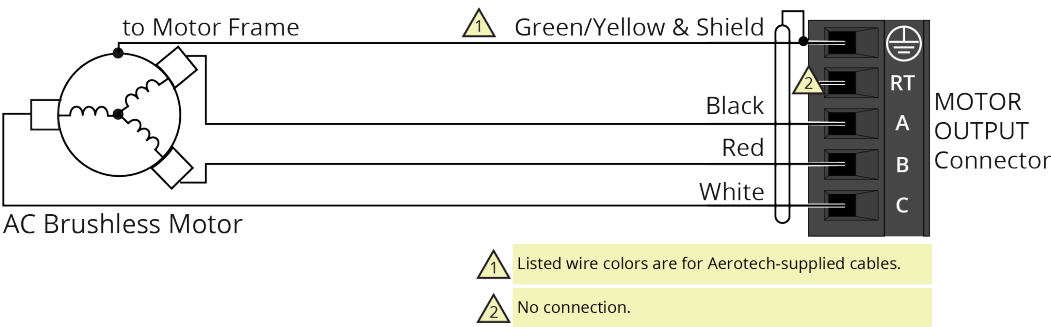 to Motor Frame
1
Green/Yellow & Shield
RT
2
Black
A
MOTOR
OUTPUT
Connector
Red
B
White
C
AC Brushless Motor
1 Listed wire colors are for Aerotech-supplied cables.
2 No connection.